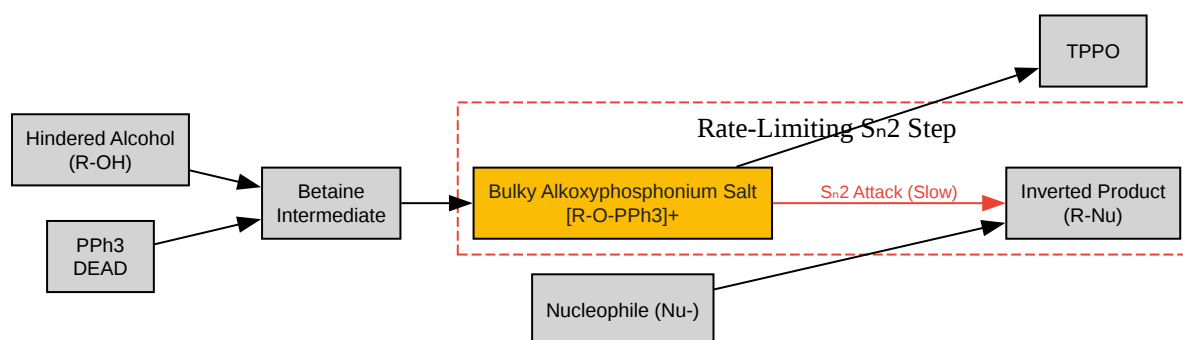 TPPO
Rate-Limiting Sₙ2 Step
Hindered Alcohol
(R-OH)
Betaine
Intermediate
Bulky Alkoxyphosphonium Salt
[R-O-PPh3]+
Sₙ2 Attack (Slow)
Inverted Product
(R-Nu)
PPh3
DEAD
Nucleophile (Nu-)